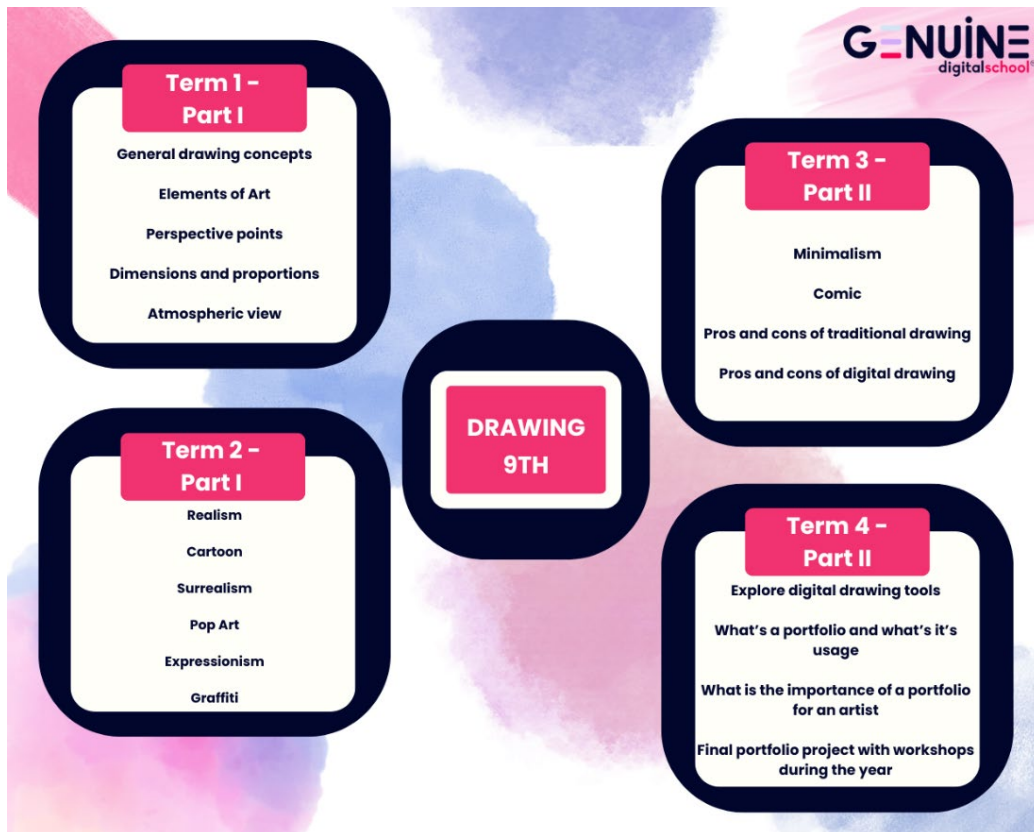 GENUINE
digitalschool®
Term 1 -
Part I
General drawing concepts
Elements of Art
Perspective points
Dimensions and proportions
Atmospheric view
Term 2 -
Part I
Realism
Cartoon
Surrealism
Pop Art
Expressionism
Graffiti
DRAWING
9TH
Term 3 -
Part II
Minimalism
Comic
Pros and cons of traditional drawing
Pros and cons of digital drawing
Term 4 -
Part II
Explore digital drawing tools
What's a portfolio and what's it's
usage
What is the importance of a portfolio
for an artist
Final portfolio project with workshops
during the year